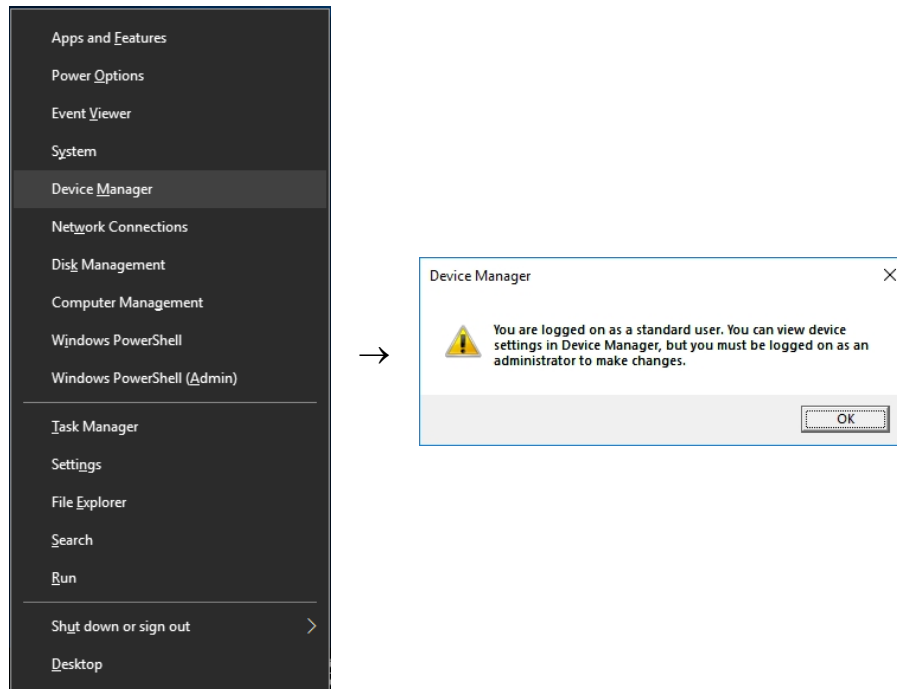 Apps and Features
Power Options
Event Viewer
System
Device Manager
Network Connections
Disk Management
Computer Management
Windows PowerShell
Windows PowerShell (Admin)
Task Manager
Settings
File Explorer
Search
Run
Shut down or sign out
Desktop
→
Device Manager
You are logged on as a standard user. You can view device
settings in Device Manager, but you must be logged on as an
administrator to make changes.
OK